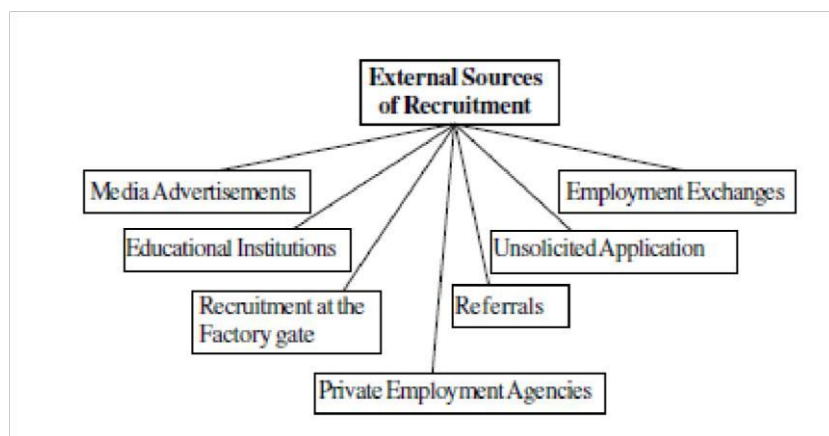 External Sources
of Recruitment
Media Advertisements
Employment Exchanges
Educational Institutions
Unsolicited Application
Recruitment at the
Factory gate
Referrals
Private Employment Agencies